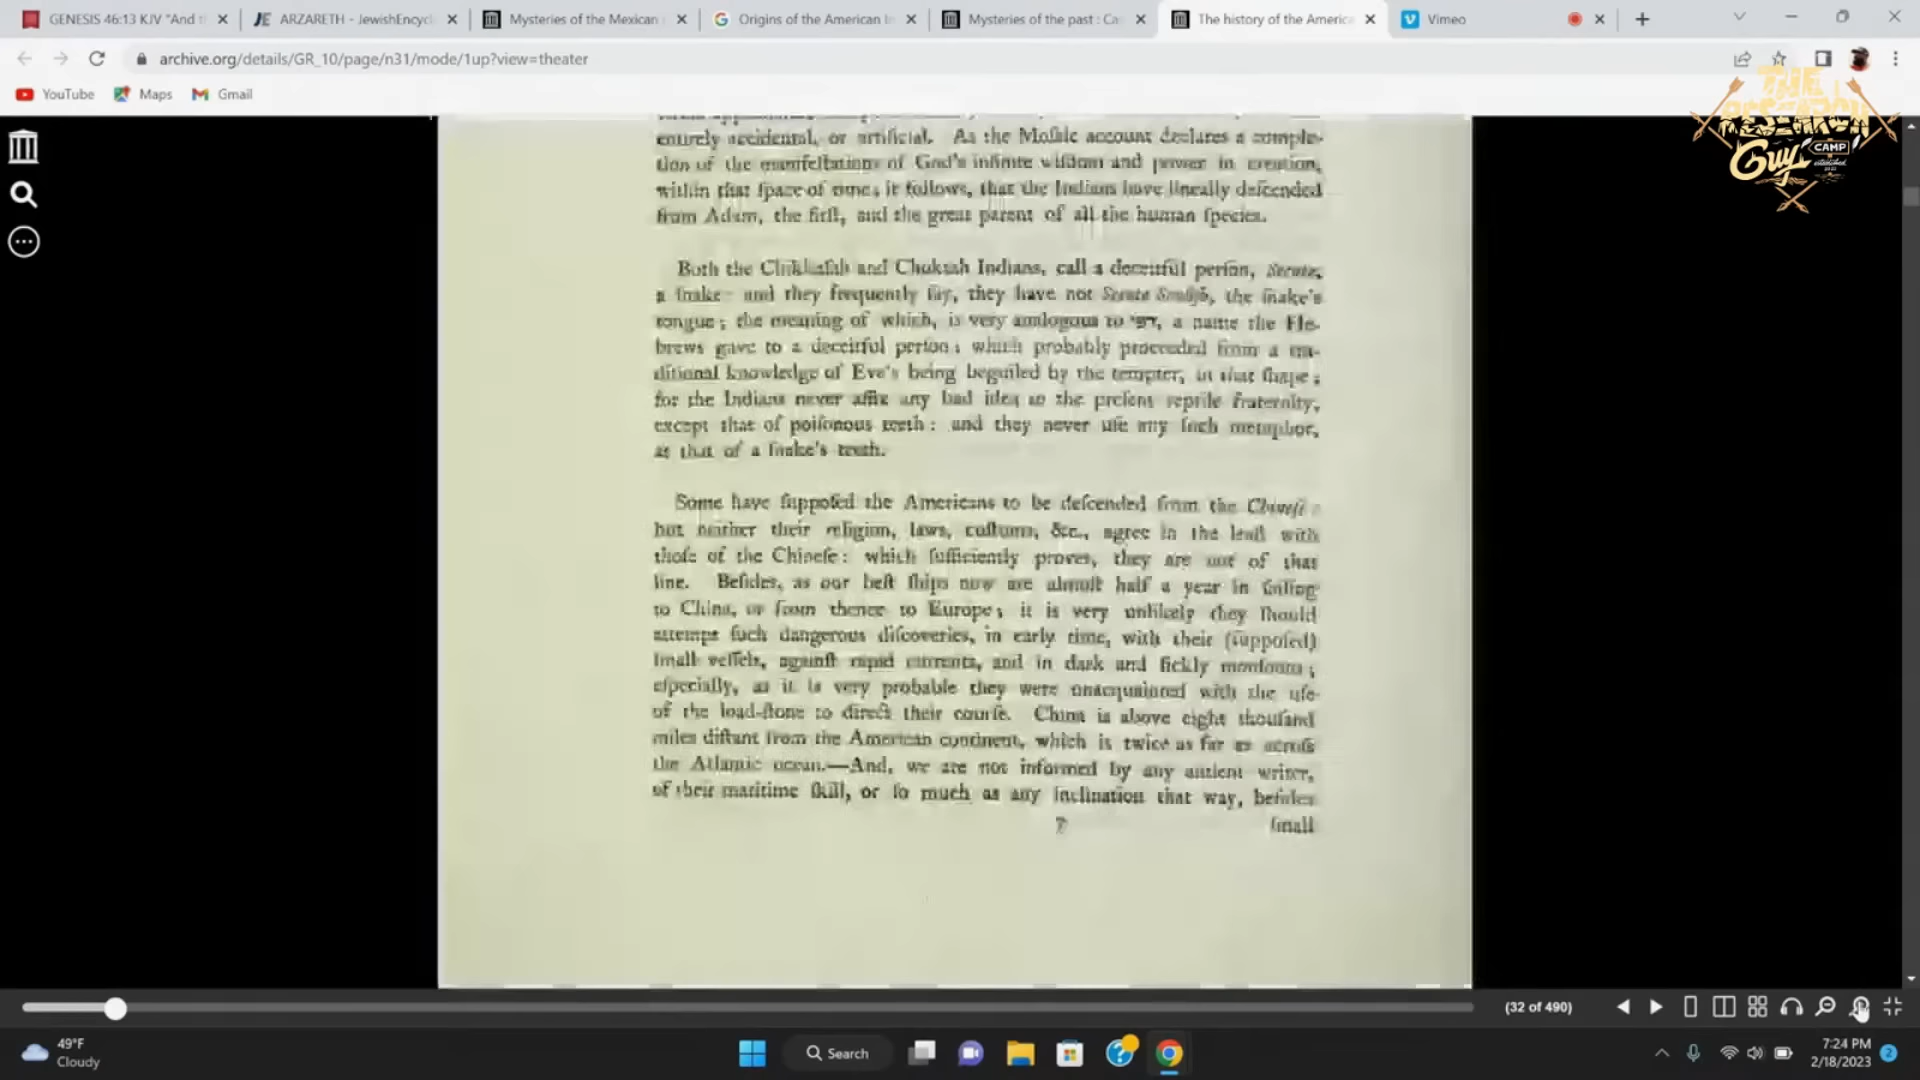 GENESIS 46:13 KJV "And t
ARZARETH - JewishEncycl
Mysteries of the Mexican
Origins of the American In
Mysteries of the past : Ca
The history of the America
Vimeo
archive.org/details/GR_10/page/n31/mode/1up?view=theater
YouTube
Maps
Gmail
THE
RESEARCH
Guy
CAMP
entirely accidental, or artificial. As the Moſaic account declares a comple-
tion of the manifeſtations of God's infinite wiſdom and power in creation,
within that ſpace of time; it follows, that the Indians have lineally deſcended
from Adam, the firſt, and the great parent of all the human ſpecies.
Both the Chikkaſah and Choktah Indians, call a deceitful perſon, Seente,
a ſnake: and they frequently ſay, they have not Seente Sooliſh, the ſnake's
tongue; the meaning of which, is very analogous to a name the He-
brews gave to a deceitful perſon; which probably proceeded from a tra-
ditional knowledge of Eve's being beguiled by the tempter, in that ſhape;
for the Indians never affix any bad idea to the preſent reptile fraternity,
except that of poiſonous teeth: and they never uſe any ſuch metaphor,
as that of a ſnake's teeth.
Some have ſuppoſed the Americans to be deſcended from the Chineſe:
but neither their religion, laws, cuſtoms, &c., agree in the leaſt with
thoſe of the Chineſe: which ſufficiently proves, they are not of that
line. Beſides, as our beſt ſhips now are almoſt half a year in ſailing
to China, or from thence to Europe; it is very unlikely they ſhould
attempt ſuch dangerous diſcoveries, in early time, with their (ſuppoſed)
ſmall veſſels, againſt rapid currents, and in dark and ſickly monſoons;
eſpecially, as it is very probable they were unacquainted with the uſe
of the load-ſtone to direct their courſe. China is above eight thouſand
miles diſtant from the American continent, which is twice as far as acroſs
the Atlantic ocean.—And, we are not informed by any antient writer,
of their maritime ſkill, or ſo much as any inclination that way, beſides
ſmall
(32 of 490)
49°F
Cloudy
Search
7:24 PM
2/18/2023
2